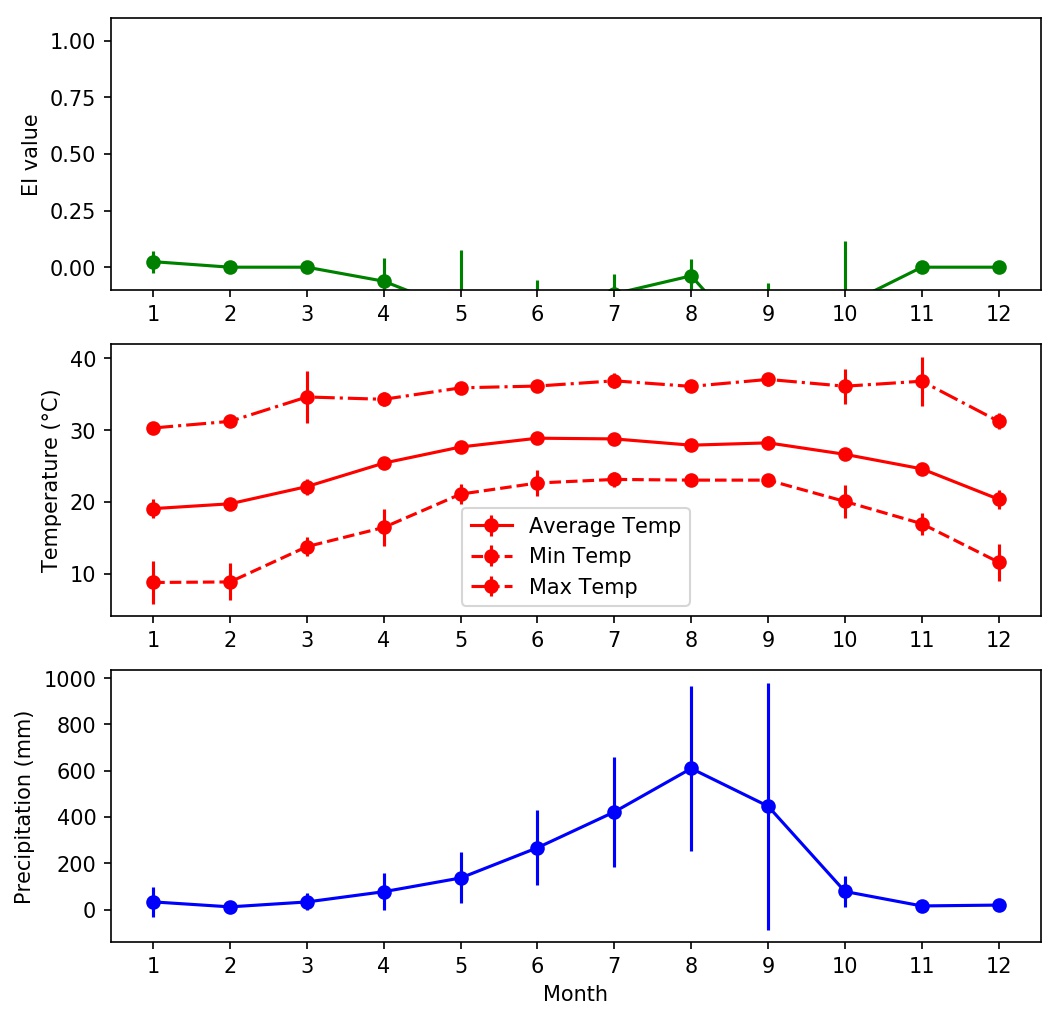 EI value
1.00
0.75
0.50
0.25
0.00
1 2 3 4 5 6 7 8 9 10 11 12
Temperature (°C)
40
30
20
10
Average Temp
Min Temp
Max Temp
1 2 3 4 5 6 7 8 9 10 11 12
Precipitation (mm)
1000
800
600
400
200
0
1 2 3 4 5 6 7 8 9 10 11 12
Month